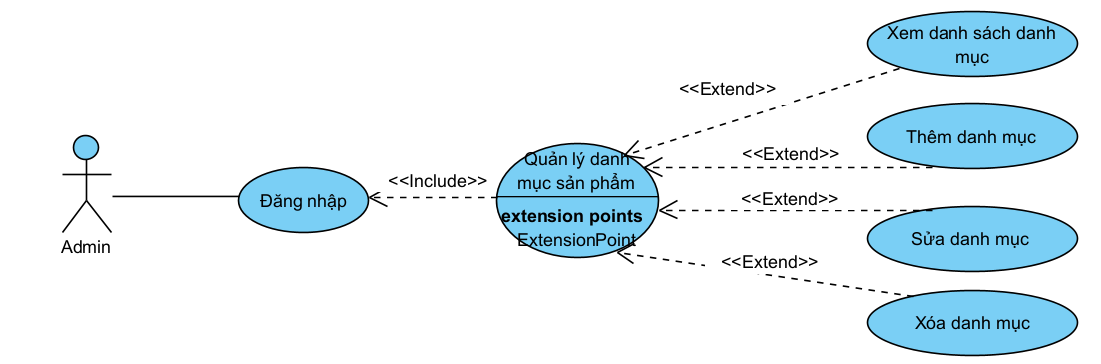 Xem danh sách danh
mục
<<Extend>>
Thêm danh mục
<<Extend>>
Quản lý danh
mục sản phẩm
<<Include>>
Đăng nhập
extension points
ExtensionPoint
<<Extend>>
Sửa danh mục
Admin
<<Extend>>
Xóa danh mục